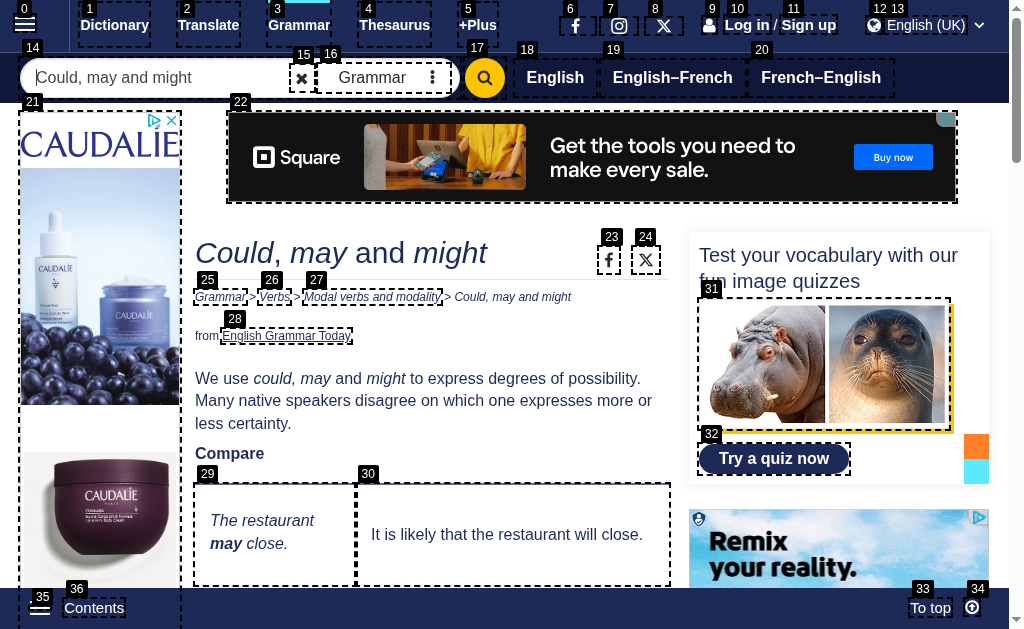 0 1 2 3 4 5 6 7 8 9 10 11 12 13
Dictionary Translate Grammar Thesaurus +Plus Log in / Sign up English (UK)
14 15 16 17 18 19 20
Could, may and might Grammar English English–French French–English
21 22
CAUDALIE
Square
Get the tools you need to
make every sale.
Buy now
CAUDALIE
CAUDALIE
CAUDALIE
23 24
Could, may and might
25 26 27
Grammar > Verbs > Modal verbs and modality > Could, may and might
28
from English Grammar Today
We use could, may and might to express degrees of possibility.
Many native speakers disagree on which one expresses more or
less certainty.
Compare
29 30
The restaurant
may close.
It is likely that the restaurant will close.
Test your vocabulary with our
fun image quizzes
31
32
Try a quiz now
Remix
your reality.
35 36 33 34
Contents To top